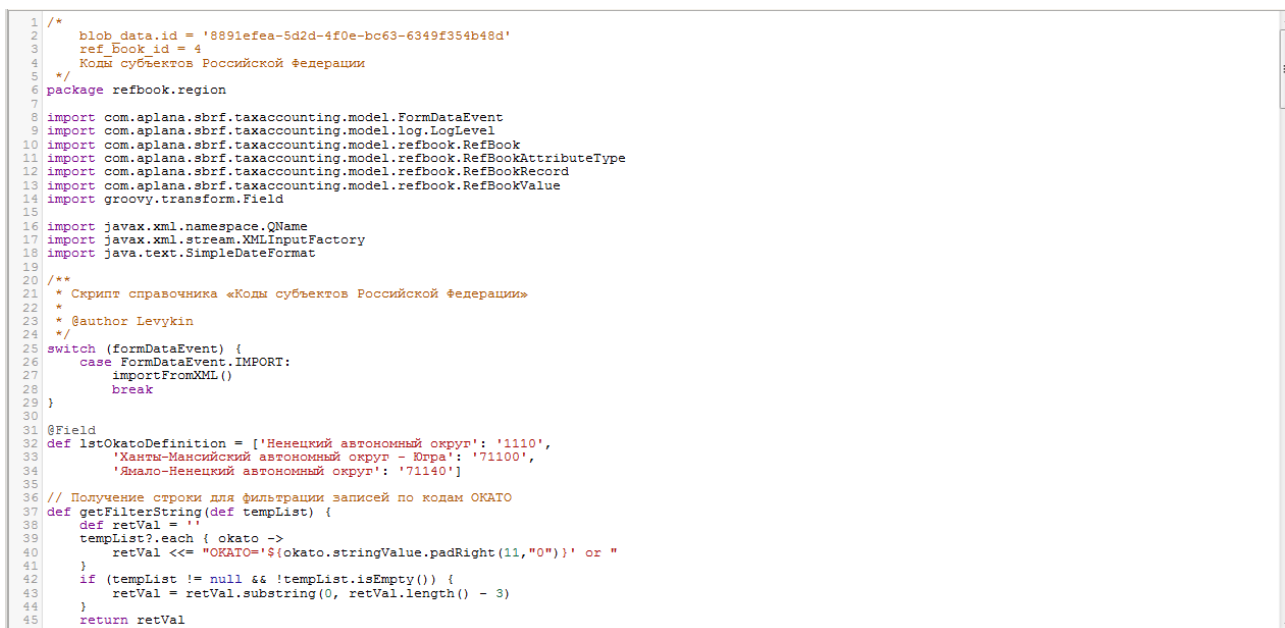 1 /*
2     blob_data.id = '8891efea-5d2d-4f0e-bc63-6349f354b48d'
3     ref_book_id = 4
4     Коды субъектов Российской Федерации
5  */
6 package refbook.region
7
8 import com.aplana.sbrf.taxaccounting.model.FormDataEvent
9 import com.aplana.sbrf.taxaccounting.model.log.LogLevel
10 import com.aplana.sbrf.taxaccounting.model.refbook.RefBook
11 import com.aplana.sbrf.taxaccounting.model.refbook.RefBookAttributeType
12 import com.aplana.sbrf.taxaccounting.model.refbook.RefBookRecord
13 import com.aplana.sbrf.taxaccounting.model.refbook.RefBookValue
14 import groovy.transform.Field
15
16 import javax.xml.namespace.QName
17 import javax.xml.stream.XMLInputFactory
18 import java.text.SimpleDateFormat
19
20 /**
21  * Скрипт справочника «Коды субъектов Российской Федерации»
22  *
23  * @author Levykin
24  */
25 switch (formDataEvent) {
26     case FormDataEvent.IMPORT:
27         importFromXML()
28         break
29 }
30
31 @Field
32 def lstOkatoDefinition = ['Ненецкий автономный округ': '1110',
33         'Ханты-Мансийский автономный округ - Югра': '71100',
34         'Ямало-Ненецкий автономный округ': '71140']
35
36 // Получение строки для фильтрации записей по кодам ОКАТО
37 def getFilterString(def tempList) {
38     def retVal = ''
39     tempList?.each { okato ->
40         retVal <<= "OKATO='${okato.stringValue.padRight(11,"0")}' or "
41     }
42     if (tempList != null && !tempList.isEmpty()) {
43         retVal = retVal.substring(0, retVal.length() - 3)
44     }
45     return retVal